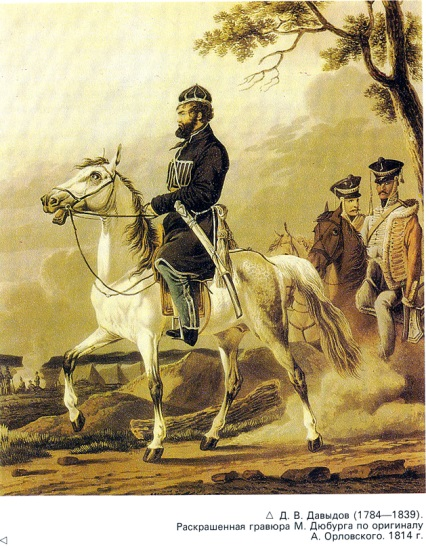 △ Д. В. Давыдов (1784—1839).
Раскрашенная гравюра М. Дюбурга по оригиналу
А. Орловского. 1814 г.